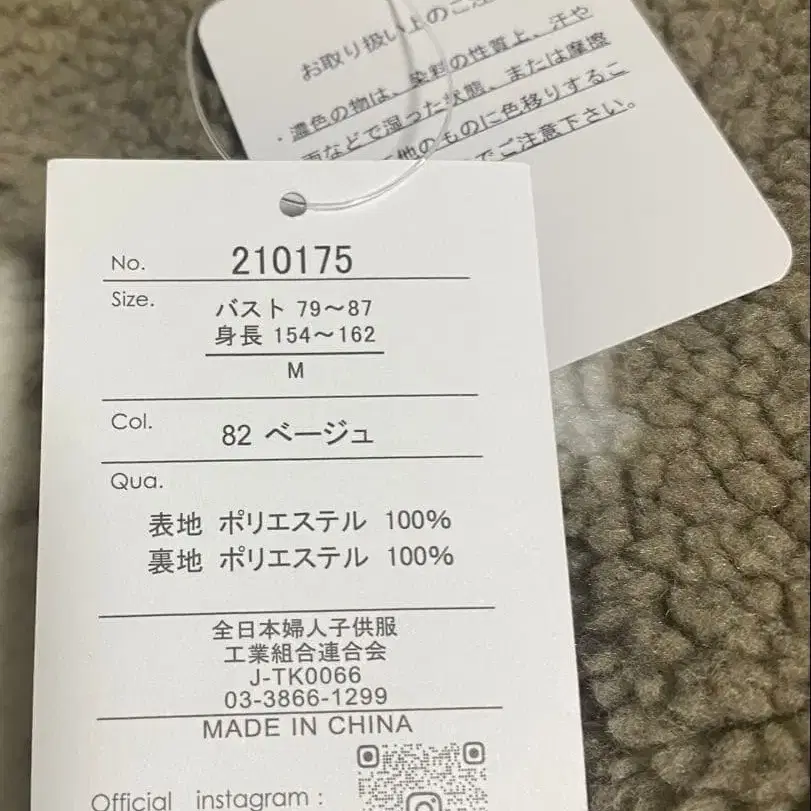 お取り扱い上のご注
・濃色の物は、染料の性質上、汗や
雨などで湿った状態、または摩擦
他のものに色移りするこ
でご注意下さい。
No. 210175
Size. バスト 79～87
身長 154～162
M
Col. 82 ベージュ
Qua.
表地 ポリエステル 100%
裏地 ポリエステル 100%
全日本婦人子供服
工業組合連合会
J-TK0066
03-3866-1299
MADE IN CHINA
Official instagram :